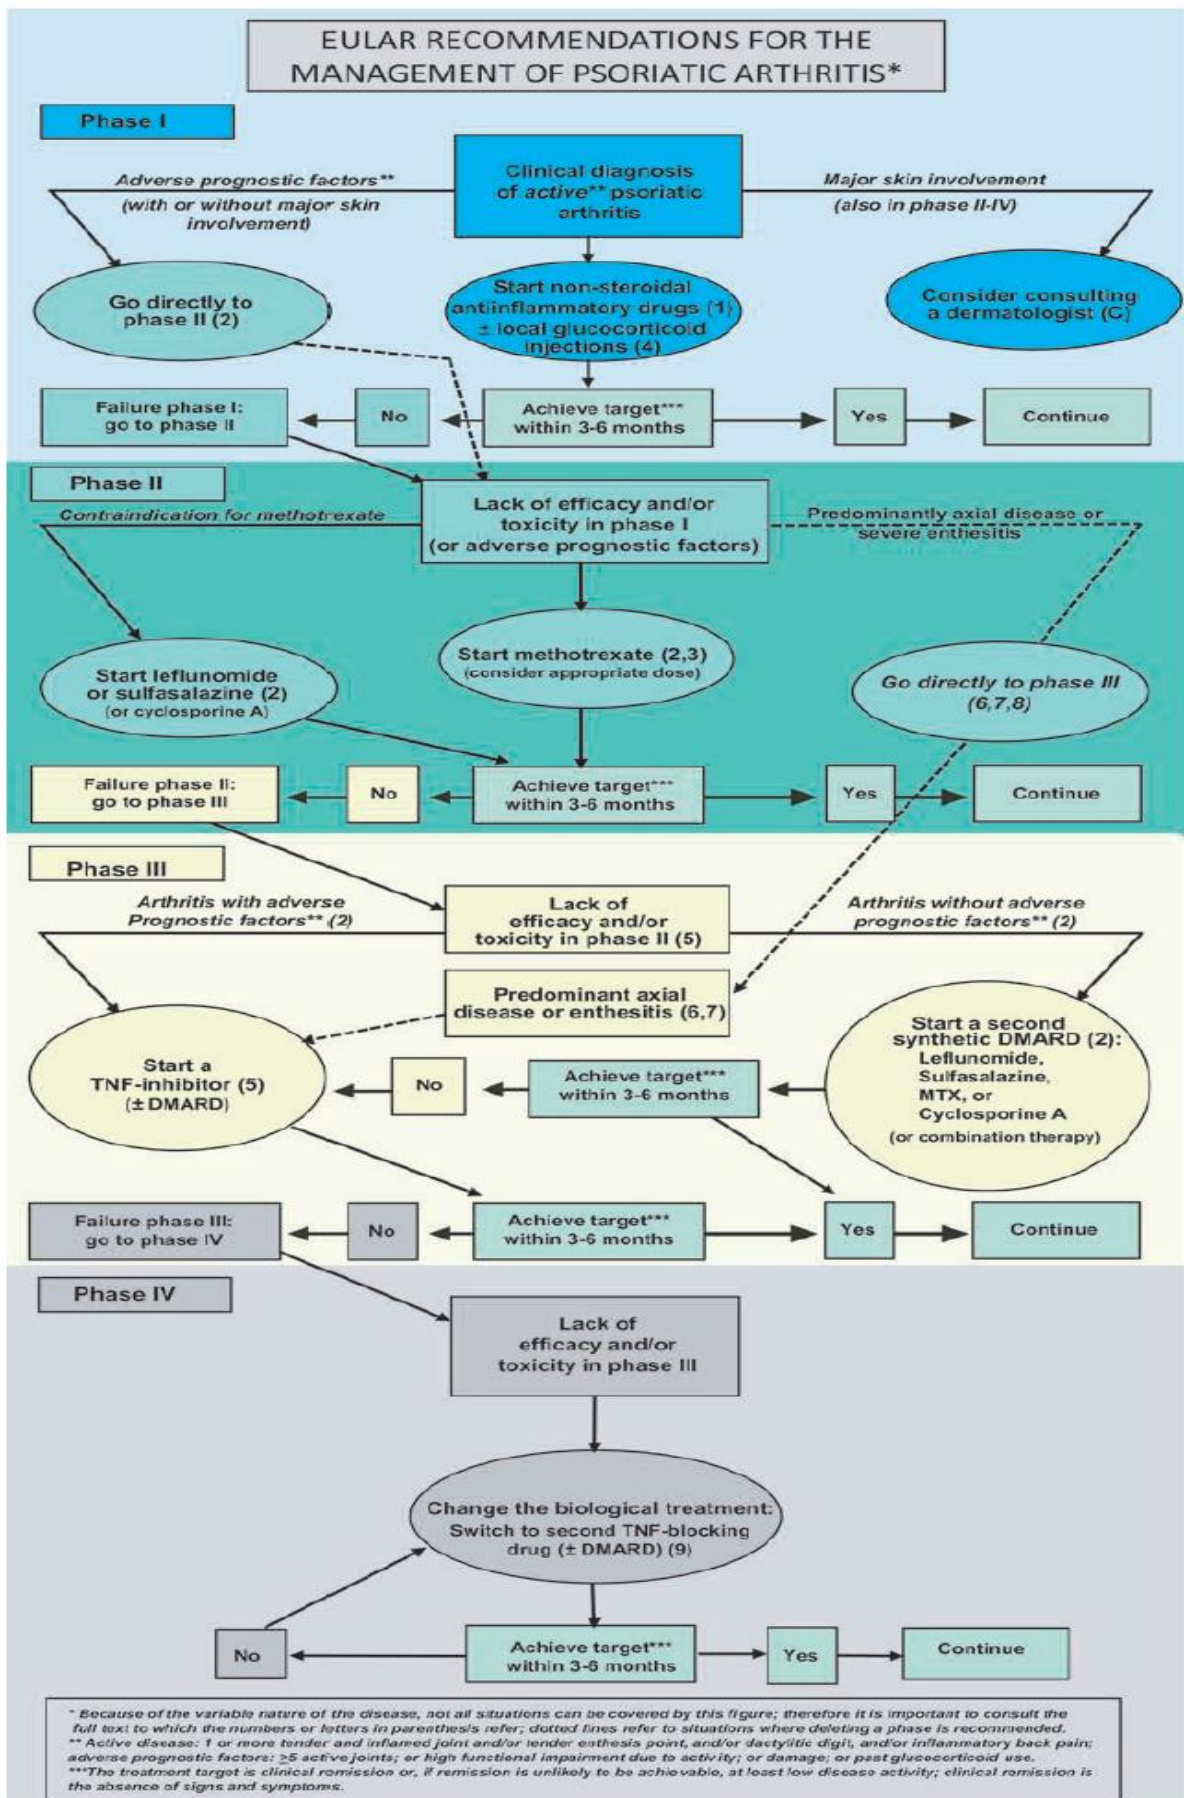 EULAR RECOMMENDATIONS FOR THE
MANAGEMENT OF PSORIATIC ARTHRITIS*
Phase I
Clinical diagnosis
of active** psoriatic
arthritis
Adverse prognostic factors**
(with or without major skin
involvement)
Major skin involvement
(also in phase II-IV)
Go directly to
phase II (2)
Start non-steroidal
antiinflammatory drugs (1)
± local glucocorticoid
injections (4)
Consider consulting
a dermatologist (C)
Failure phase I:
go to phase II
No
Achieve target***
within 3-6 months
Yes
Continue
Phase II
Contraindication for methotrexate
Lack of efficacy and/or
toxicity in phase I
(or adverse prognostic factors)
Predominantly axial disease or
severe enthesitis
Start leflunomide
or sulfasalazine (2)
(or cyclosporine A)
Start methotrexate (2,3)
(consider appropriate dose)
Go directly to phase III
(6,7,8)
Failure phase II:
go to phase III
No
Achieve target***
within 3-6 months
Yes
Continue
Phase III
Arthritis with adverse
Prognostic factors** (2)
Lack of
efficacy and/or
toxicity in phase II (5)
Arthritis without adverse
prognostic factors** (2)
Predominant axial
disease or enthesitis (6,7)
Start a
TNF-inhibitor (5)
(± DMARD)
No
Achieve target***
within 3-6 months
Start a second
synthetic DMARD (2):
Leflunomide,
Sulfasalazine,
MTX, or
Cyclosporine A
(or combination therapy)
Failure phase III:
go to phase IV
No
Achieve target***
within 3-6 months
Yes
Continue
Phase IV
Lack of
efficacy and/or
toxicity in phase III
Change the biological treatment:
Switch to second TNF-blocking
drug (± DMARD) (9)
No
Achieve target***
within 3-6 months
Yes
Continue
* Because of the variable nature of the disease, not all situations can be covered by this figure; therefore it is important to consult the
full text to which the numbers or letters in parenthesis refer; dotted lines refer to situations where deleting a phase is recommended.
** Active disease: 1 or more tender and inflamed joint and/or tender enthesis point, and/or dactylitic digit, and/or inflammatory back pain;
adverse prognostic factors: ≥5 active joints; or high functional impairment due to activity; or damage; or past glucocorticoid use.
***The treatment target is clinical remission or, if remission is unlikely to be achievable, at least low disease activity; clinical remission is
the absence of signs and symptoms.